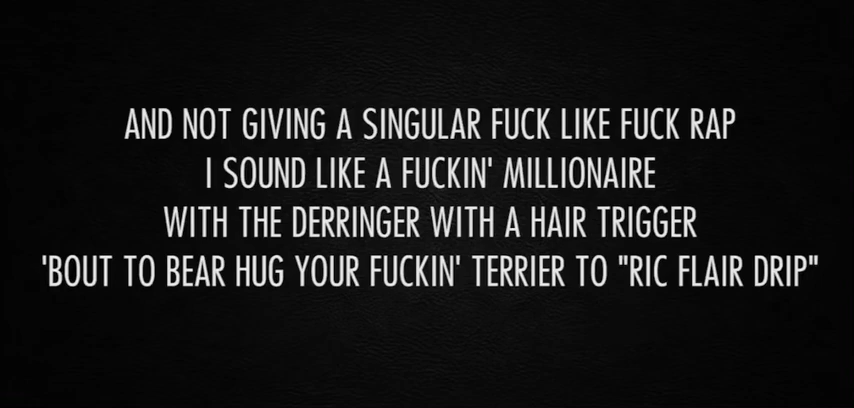 AND NOT GIVING A SINGULAR FUCK LIKE FUCK RAP
I SOUND LIKE A FUCKIN' MILLIONAIRE
WITH THE DERRINGER WITH A HAIR TRIGGER
'BOUT TO BEAR HUG YOUR FUCKIN' TERRIER TO "RIC FLAIR DRIP"